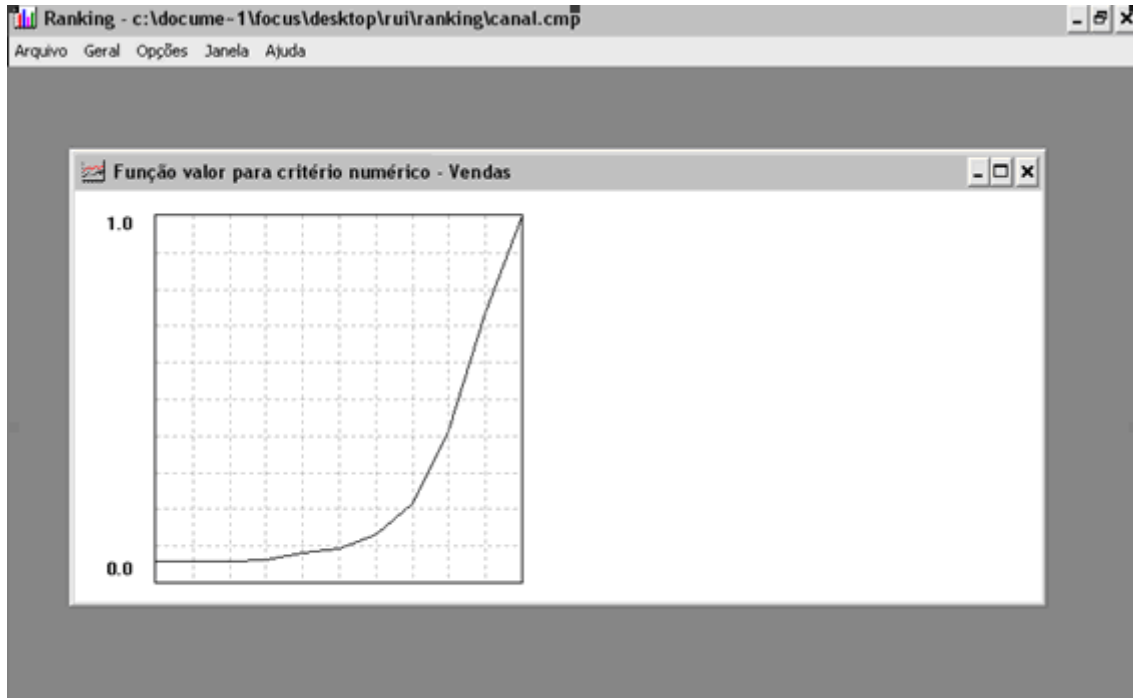 Ranking - c:\docume~1\focus\desktop\rui\ranking\canal.cmp
Arquivo Geral Opções Janela Ajuda
Função valor para critério numérico - Vendas
1.0
0.0